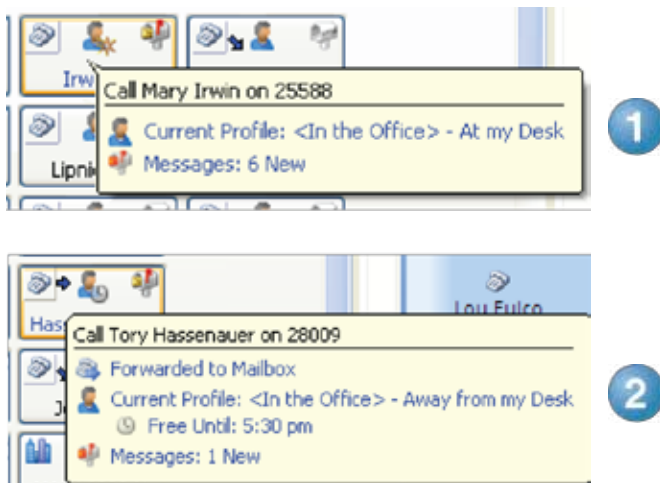 Irw
Call Mary Irwin on 25588
Current Profile: <In the Office> - At my Desk
Messages: 6 New
Lipni
1
Lou Fulco
Has
Call Tory Hassenauer on 28009
Forwarded to Mailbox
Current Profile: <In the Office> - Away from my Desk
Free Until: 5:30 pm
Messages: 1 New
2